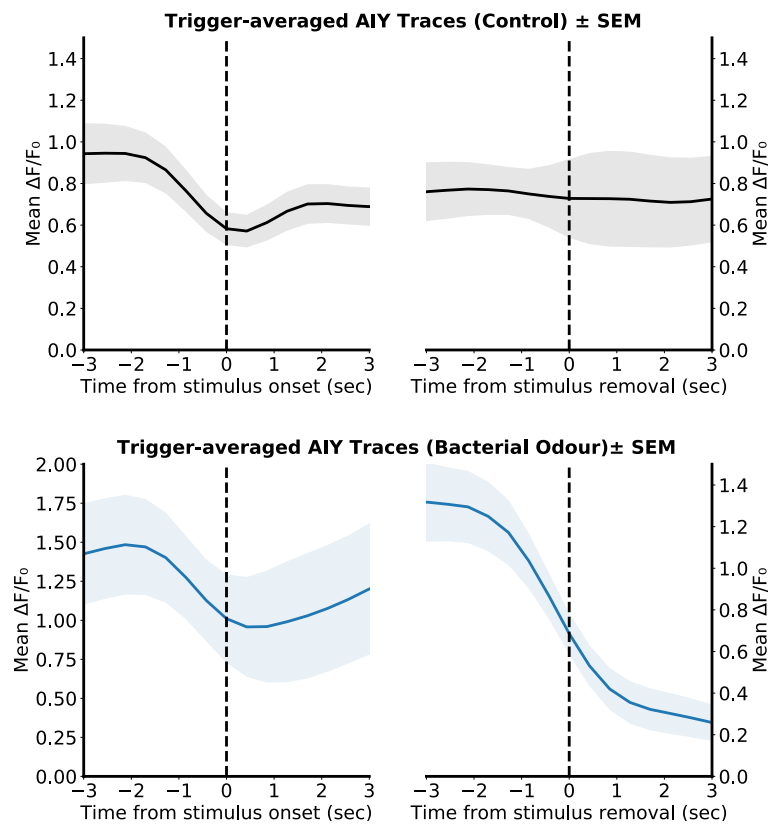 Trigger-averaged AIY Traces (Control) ± SEM
Mean ΔF/F₀
1.4
1.2
1.0
0.8
0.6
0.4
0.2
0.0
−3 −2 −1 0 1 2 3
Time from stimulus onset (sec)
−3 −2 −1 0 1 2 3
Time from stimulus removal (sec)
1.4
1.2
1.0
0.8
0.6
0.4
0.2
0.0
Mean ΔF/F₀
Trigger-averaged AIY Traces (Bacterial Odour)± SEM
Mean ΔF/F₀
2.00
1.75
1.50
1.25
1.00
0.75
0.50
0.25
0.00
−3 −2 −1 0 1 2 3
Time from stimulus onset (sec)
−3 −2 −1 0 1 2 3
Time from stimulus removal (sec)
1.4
1.2
1.0
0.8
0.6
0.4
0.2
0.0
Mean ΔF/F₀